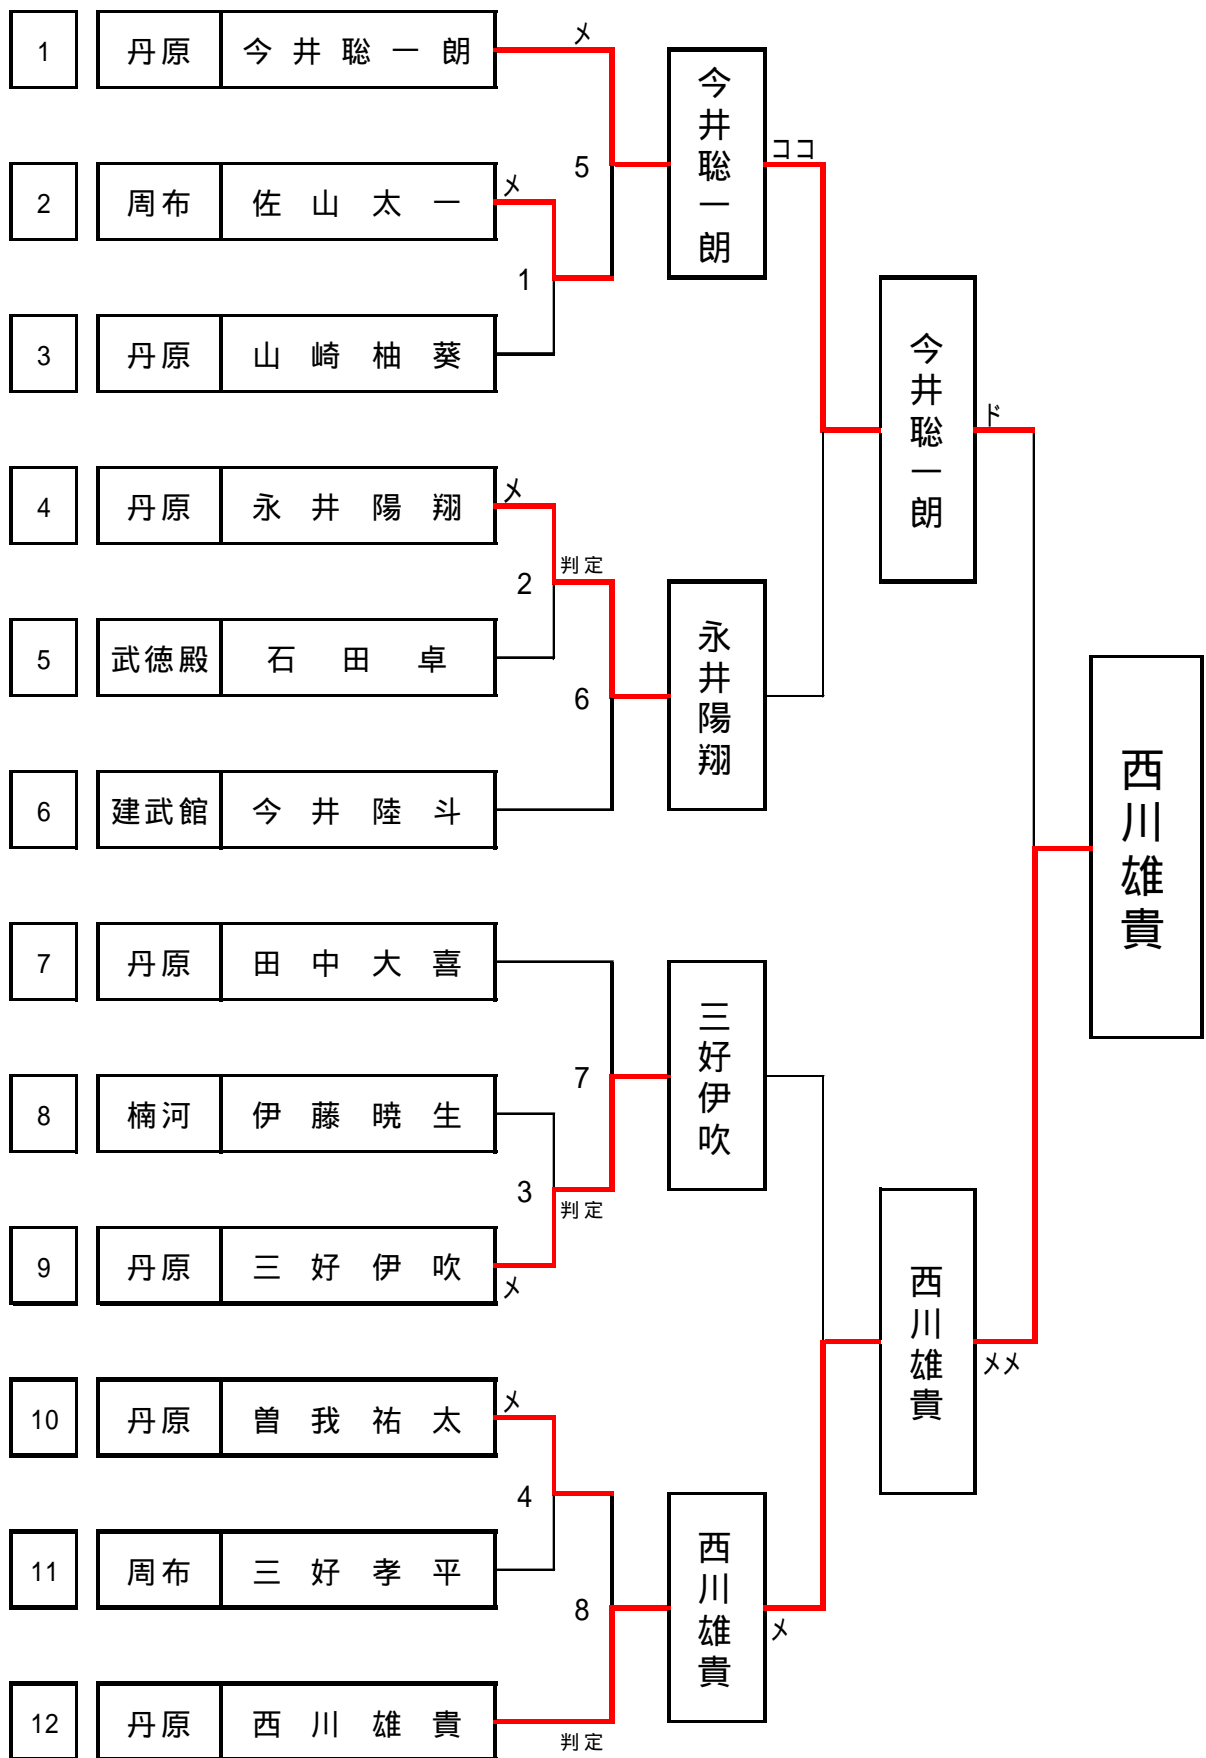 1 丹原 今井聡一朗 メ
2 周布 佐山太一 メ
3 丹原 山崎柚葵
4 丹原 永井陽翔 メ
5 武徳殿 石田卓
6 建武館 今井陸斗
7 丹原 田中大喜
8 楠河 伊藤暁生
9 丹原 三好伊吹 メ
10 丹原 曽我祐太 メ
11 周布 三好孝平
12 丹原 西川雄貴 判定
1
2 判定
3 判定
4
5
6
7
8
今井聡一朗 ココ
永井陽翔
三好伊吹
西川雄貴 メ
今井聡一朗 ド
西川雄貴 メメ
西川雄貴